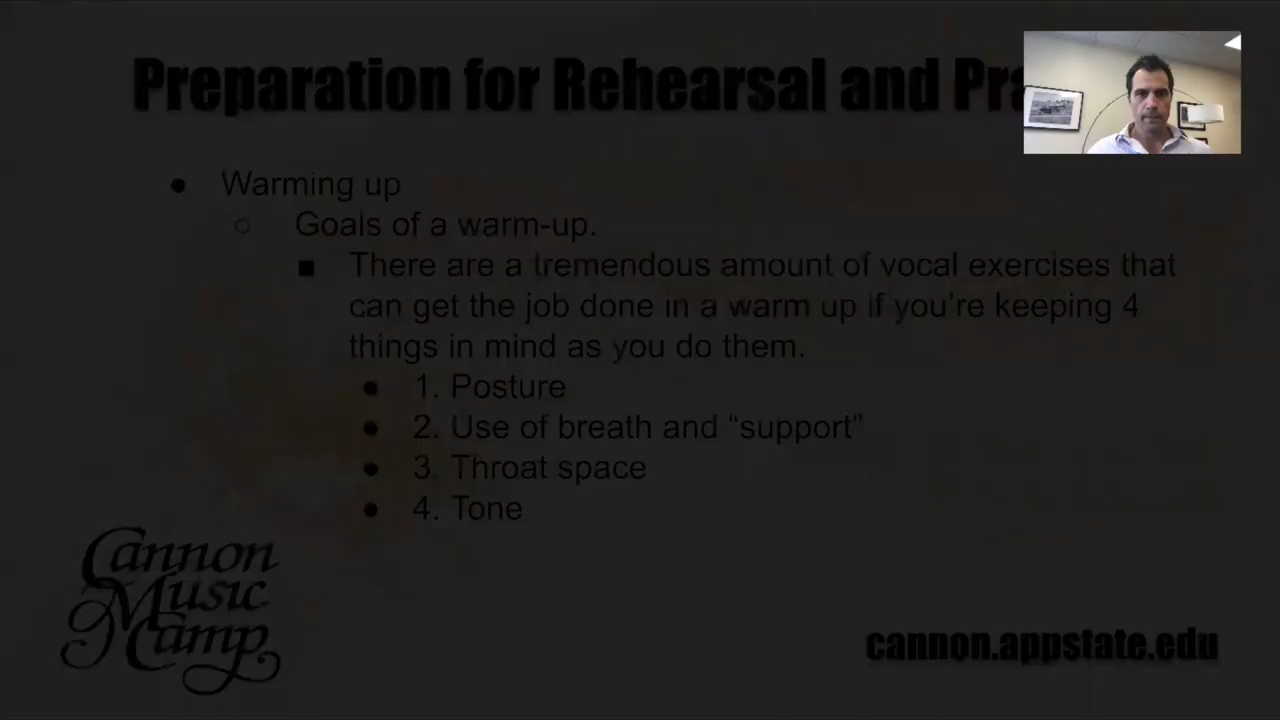 Preparation for Rehearsal and Pra
● Warming up
○ Goals of a warm-up.
■ There are a tremendous amount of vocal exercises that
can get the job done in a warm up if you’re keeping 4
things in mind as you do them.
● 1. Posture
● 2. Use of breath and “support”
● 3. Throat space
● 4. Tone
Cannon
Music
Camp
cannon.appstate.edu